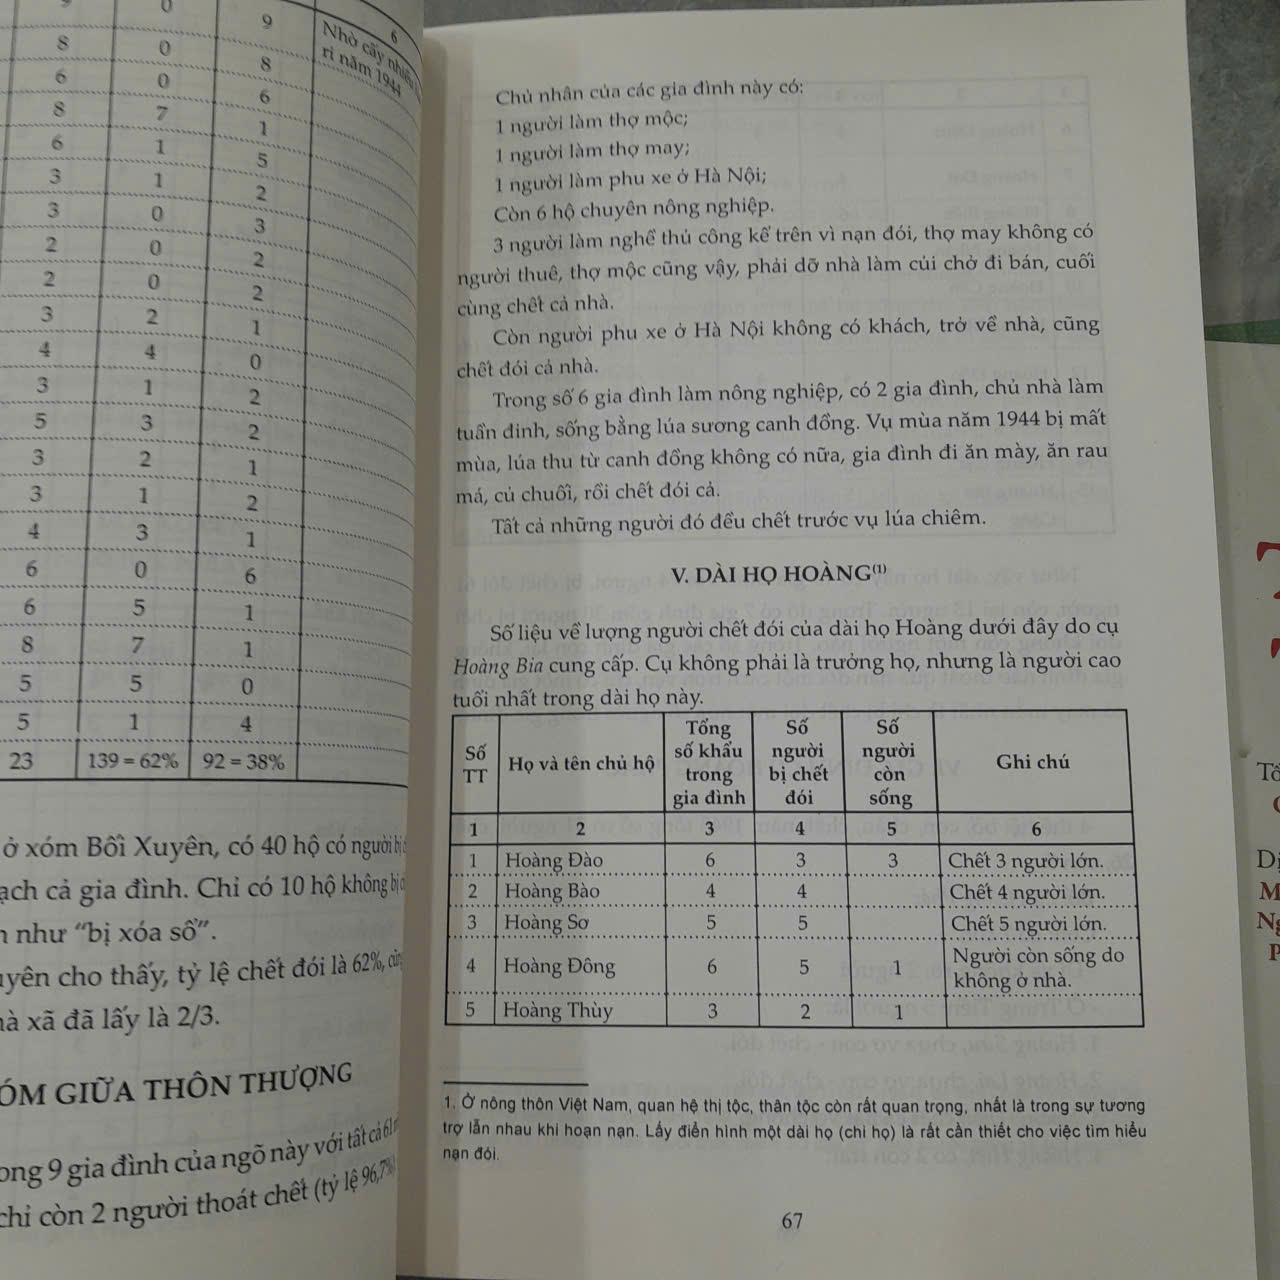 9 0 9 6
8 0 8 Nhờ cấy nhiều
6 0 6 ri năm 1944
8 7 1
6 1 5
3 1 2
3 0 3
2 0 2
2 0 2
3 2 1
4 4 0
3 1 2
5 3 2
3 2 1
3 1 2
4 3 1
6 0 6
6 5 1
8 7 1
5 5 0
5 1 4
23 139 = 62% 92 = 38%
ở xóm Bối Xuyên, có 40 hộ có người bị
ạch cả gia đình. Chỉ có 10 hộ không bị
như “bị xóa sổ”.
uyên cho thấy, tỷ lệ chết đói là 62%,
à xã đã lấy là 2/3.
ÓM GIỮA THÔN THƯỢNG
ong 9 gia đình của ngõ này với tất cả 61
chỉ còn 2 người thoát chết (tỷ lệ 96,7%
Chủ nhân của các gia đình này có:
1 người làm thợ mộc;
1 người làm thợ may;
1 người làm phu xe ở Hà Nội;
Còn 6 hộ chuyên nông nghiệp.
3 người làm nghề thủ công kể trên vì nạn đói, thợ may không có
người thuê, thợ mộc cũng vậy, phải dỡ nhà làm củi chở đi bán, cuối
cùng chết cả nhà.
Còn người phu xe ở Hà Nội không có khách, trở về nhà, cũng
chết đói cả nhà.
Trong số 6 gia đình làm nông nghiệp, có 2 gia đình, chủ nhà làm
tuần đinh, sống bằng lúa sương canh đồng. Vụ mùa năm 1944 bị mất
mùa, lúa thu từ canh đồng không có nữa, gia đình đi ăn mày, ăn rau
má, củ chuối, rồi chết đói cả.
Tất cả những người đó đều chết trước vụ lúa chiêm.
V. DÀI HỌ HOÀNG(1)
Số liệu về lượng người chết đói của dài họ Hoàng dưới đây do cụ
Hoàng Bia cung cấp. Cụ không phải là trưởng họ, nhưng là người cao
tuổi nhất trong dài họ này.
Số TT Họ và tên chủ hộ Tổng số khẩu trong gia đình Số người bị chết đói Số người còn sống Ghi chú
1 2 3 4 5 6
1 Hoàng Đào 6 3 3 Chết 3 người lớn.
2 Hoàng Bào 4 4 Chết 4 người lớn.
3 Hoàng Sơ 5 5 Chết 5 người lớn.
4 Hoàng Đông 6 5 1 Người còn sống do không ở nhà.
5 Hoàng Thùy 3 2 1
1. Ở nông thôn Việt Nam, quan hệ thị tộc, thân tộc còn rất quan trọng, nhất là trong sự tương
trợ lẫn nhau khi hoạn nạn. Lấy điển hình một dài họ (chi họ) là rất cần thiết cho việc tìm hiểu
nạn đói.
67